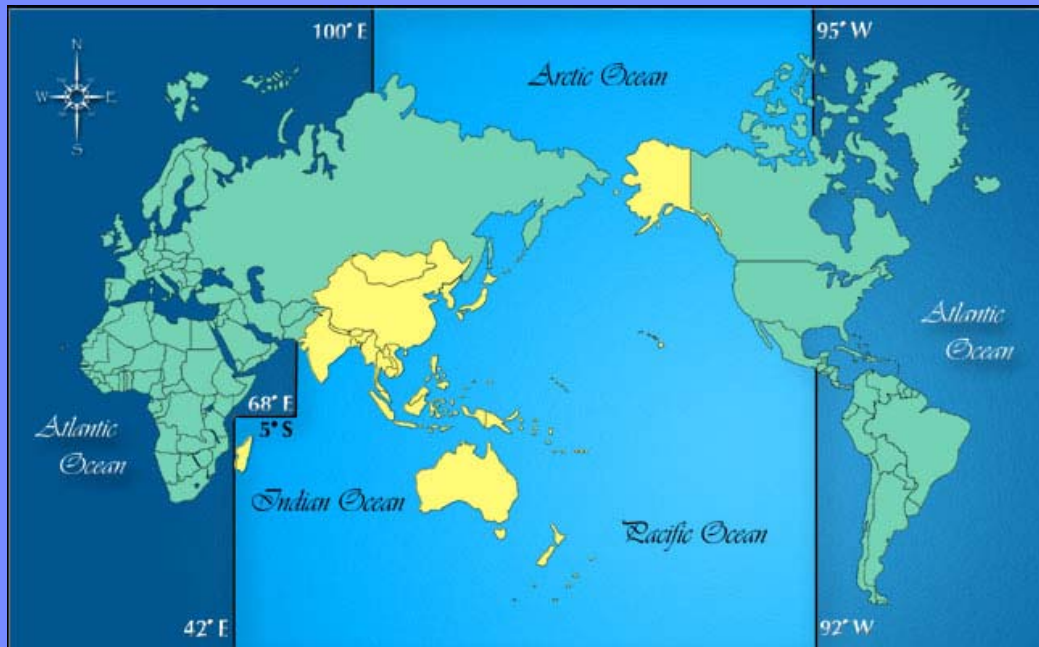 100° E
95° W
N
W
E
S
Arctic Ocean
Atlantic
Ocean
68° E
5° S
Atlantic
Ocean
Indian Ocean
Pacific Ocean
42° E
92° W